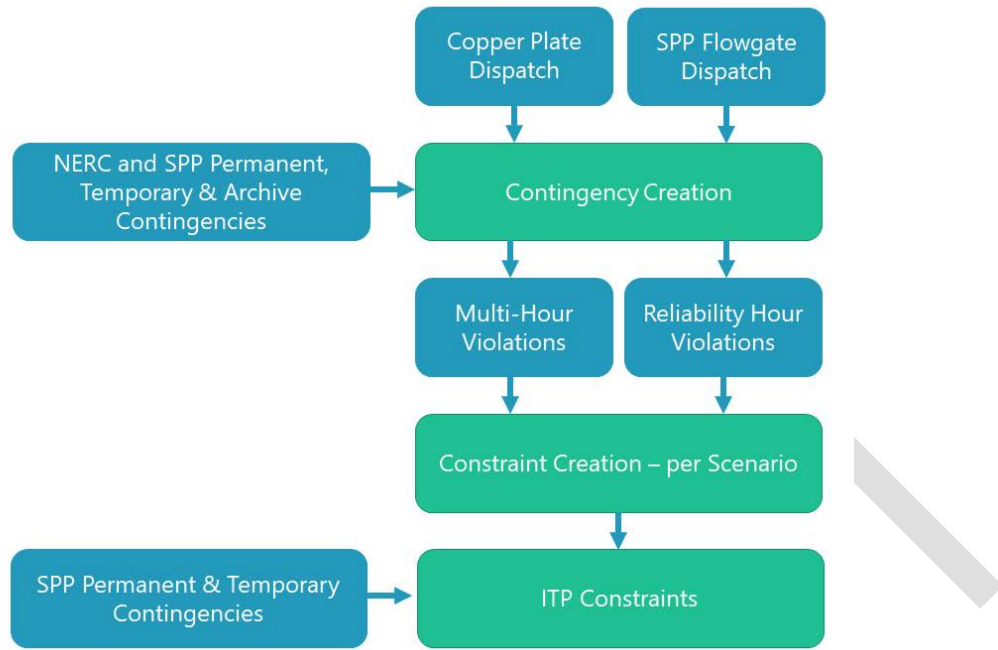 Copper Plate
Dispatch
SPP Flowgate
Dispatch
NERC and SPP Permanent,
Temporary & Archive
Contingencies
Contingency Creation
Multi-Hour
Violations
Reliability Hour
Violations
Constraint Creation – per Scenario
SPP Permanent & Temporary
Contingencies
ITP Constraints